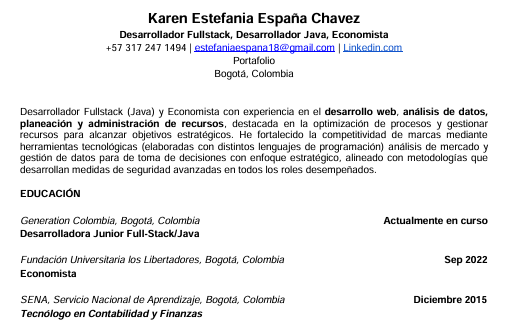 Karen Estefania España Chavez
Desarrollador Fullstack, Desarrollador Java, Economista
+57 317 247 1494 | estefaniaespana18@gmail.com | Linkedin.com
Portafolio
Bogotá, Colombia
Desarrollador Fullstack (Java) y Economista con experiencia en el desarrollo web, análisis de datos,
planeación y administración de recursos, destacada en la optimización de procesos y gestionar
recursos para alcanzar objetivos estratégicos. He fortalecido la competitividad de marcas mediante
herramientas tecnológicas (elaboradas con distintos lenguajes de programación) análisis de mercado y
gestión de datos para de toma de decisiones con enfoque estratégico, alineado con metodologías que
desarrollan medidas de seguridad avanzadas en todos los roles desempeñados.
EDUCACIÓN
Generation Colombia, Bogotá, Colombia Actualmente en curso
Desarrolladora Junior Full-Stack/Java
Fundación Universitaria los Libertadores, Bogotá, Colombia Sep 2022
Economista
SENA, Servicio Nacional de Aprendizaje, Bogotá, Colombia Diciembre 2015
Tecnólogo en Contabilidad y Finanzas